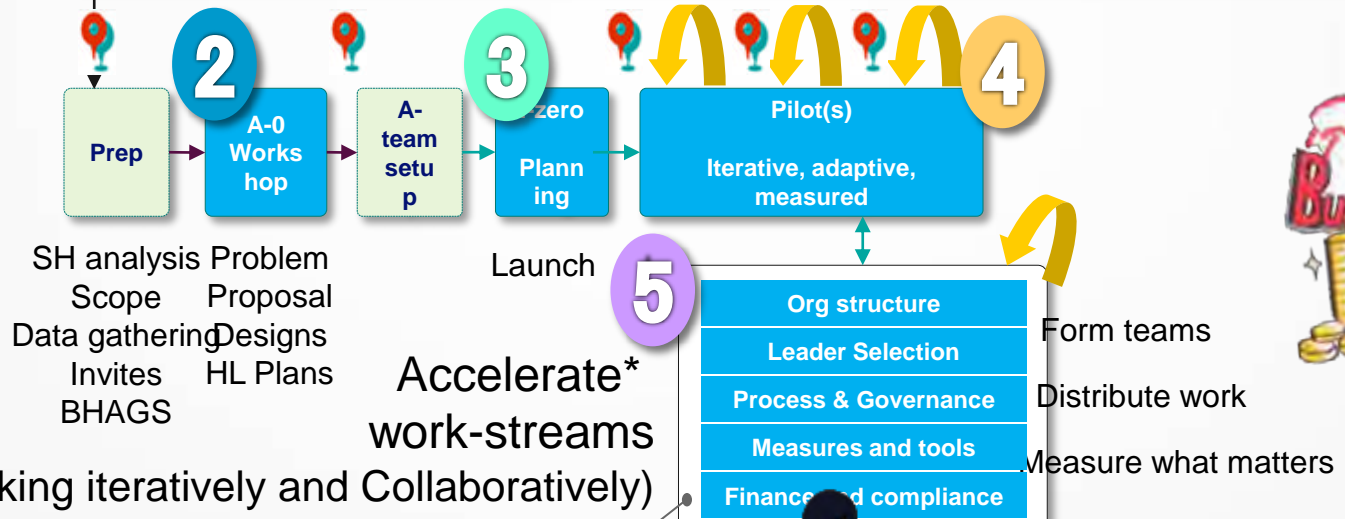 2
3
4
Prep
A-0
Works
hop
A-
team
setu
p
zero
Plann
ing
Pilot(s)
Iterative, adaptive,
measured
SH analysis
Scope
Data gathering
Invites
BHAGS
Problem
Proposal
Designs
HL Plans
Launch
5
Accelerate*
work-streams
king iteratively and Collaboratively)
Org structure
Leader Selection
Process & Governance
Measures and tools
Finance and compliance
Form teams
Distribute work
Measure what matters